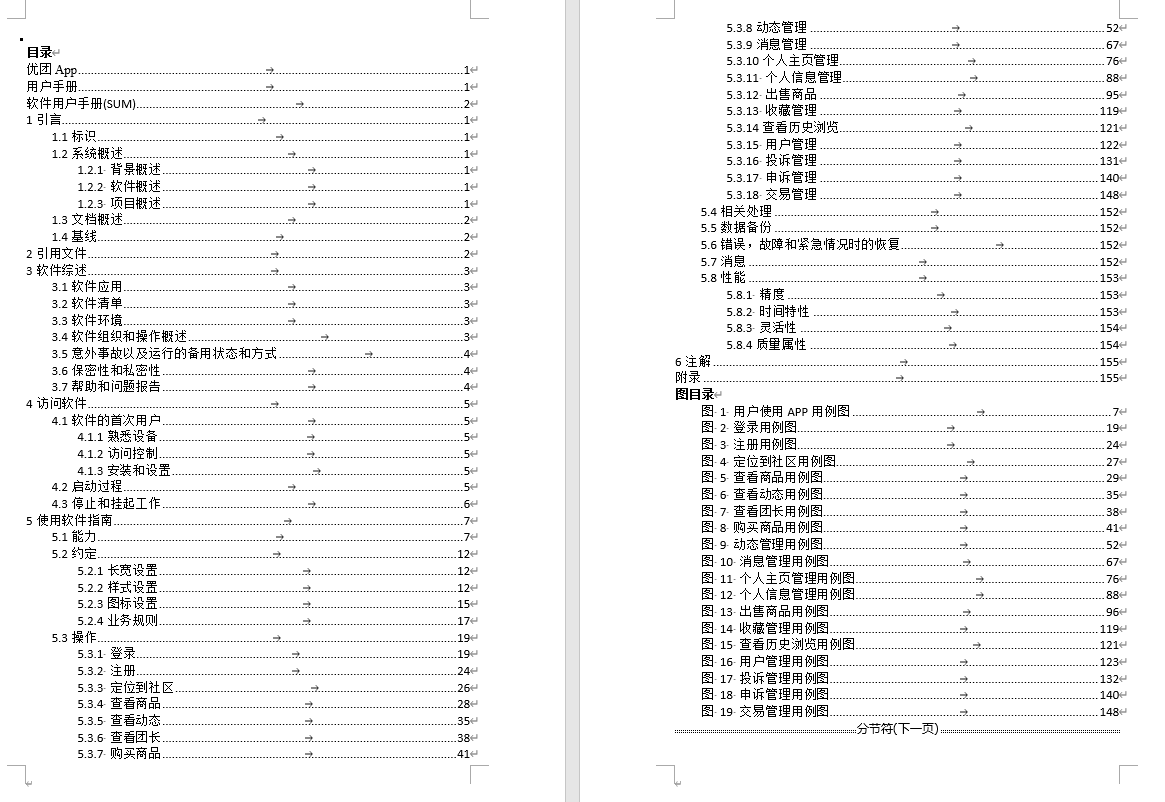 目录
优团 App 1
用户手册 1
软件用户手册(SUM) 2
1 引言 1
1.1 标识 1
1.2 系统概述 1
1.2.1 背景概述 1
1.2.2 软件概述 1
1.2.3 项目概述 1
1.3 文档概述 2
1.4 基线 2
2 引用文件 2
3 软件综述 3
3.1 软件应用 3
3.2 软件清单 3
3.3 软件环境 3
3.4 软件组织和操作概述 3
3.5 意外事故以及运行的备用状态和方式 4
3.6 保密性和私密性 4
3.7 帮助和问题报告 4
4 访问软件 5
4.1 软件的首次用户 5
4.1.1 熟悉设备 5
4.1.2 访问控制 5
4.1.3 安装和设置 5
4.2 启动过程 5
4.3 停止和挂起工作 6
5 使用软件指南 7
5.1 能力 7
5.2 约定 12
5.2.1 长宽设置 12
5.2.2 样式设置 12
5.2.3 图标设置 15
5.2.4 业务规则 17
5.3 操作 19
5.3.1 登录 19
5.3.2 注册 24
5.3.3 定位到社区 26
5.3.4 查看商品 28
5.3.5 查看动态 35
5.3.6 查看团长 38
5.3.7 购买商品 41
5.3.8 动态管理 52
5.3.9 消息管理 67
5.3.10 个人主页管理 76
5.3.11 个人信息管理 88
5.3.12 出售商品 95
5.3.13 收藏管理 119
5.3.14 查看历史浏览 121
5.3.15 用户管理 122
5.3.16 投诉管理 131
5.3.17 申诉管理 140
5.3.18 交易管理 148
5.4 相关处理 152
5.5 数据备份 152
5.6 错误，故障和紧急情况时的恢复 152
5.7 消息 152
5.8 性能 153
5.8.1 精度 153
5.8.2 时间特性 153
5.8.3 灵活性 154
5.8.4 质量属性 154
6 注解 155
附录 155
图目录
图 1 用户使用 APP 用例图 7
图 2 登录用例图 19
图 3 注册用例图 24
图 4 定位到社区用例图 27
图 5 查看商品用例图 29
图 6 查看动态用例图 35
图 7 查看团长用例图 38
图 8 购买商品用例图 41
图 9 动态管理用例图 52
图 10 消息管理用例图 67
图 11 个人主页管理用例图 76
图 12 个人信息管理用例图 88
图 13 出售商品用例图 96
图 14 收藏管理用例图 119
图 15 查看历史浏览用例图 121
图 16 用户管理用例图 123
图 17 投诉管理用例图 132
图 18 申诉管理用例图 140
图 19 交易管理用例图 148
分节符(下一页)